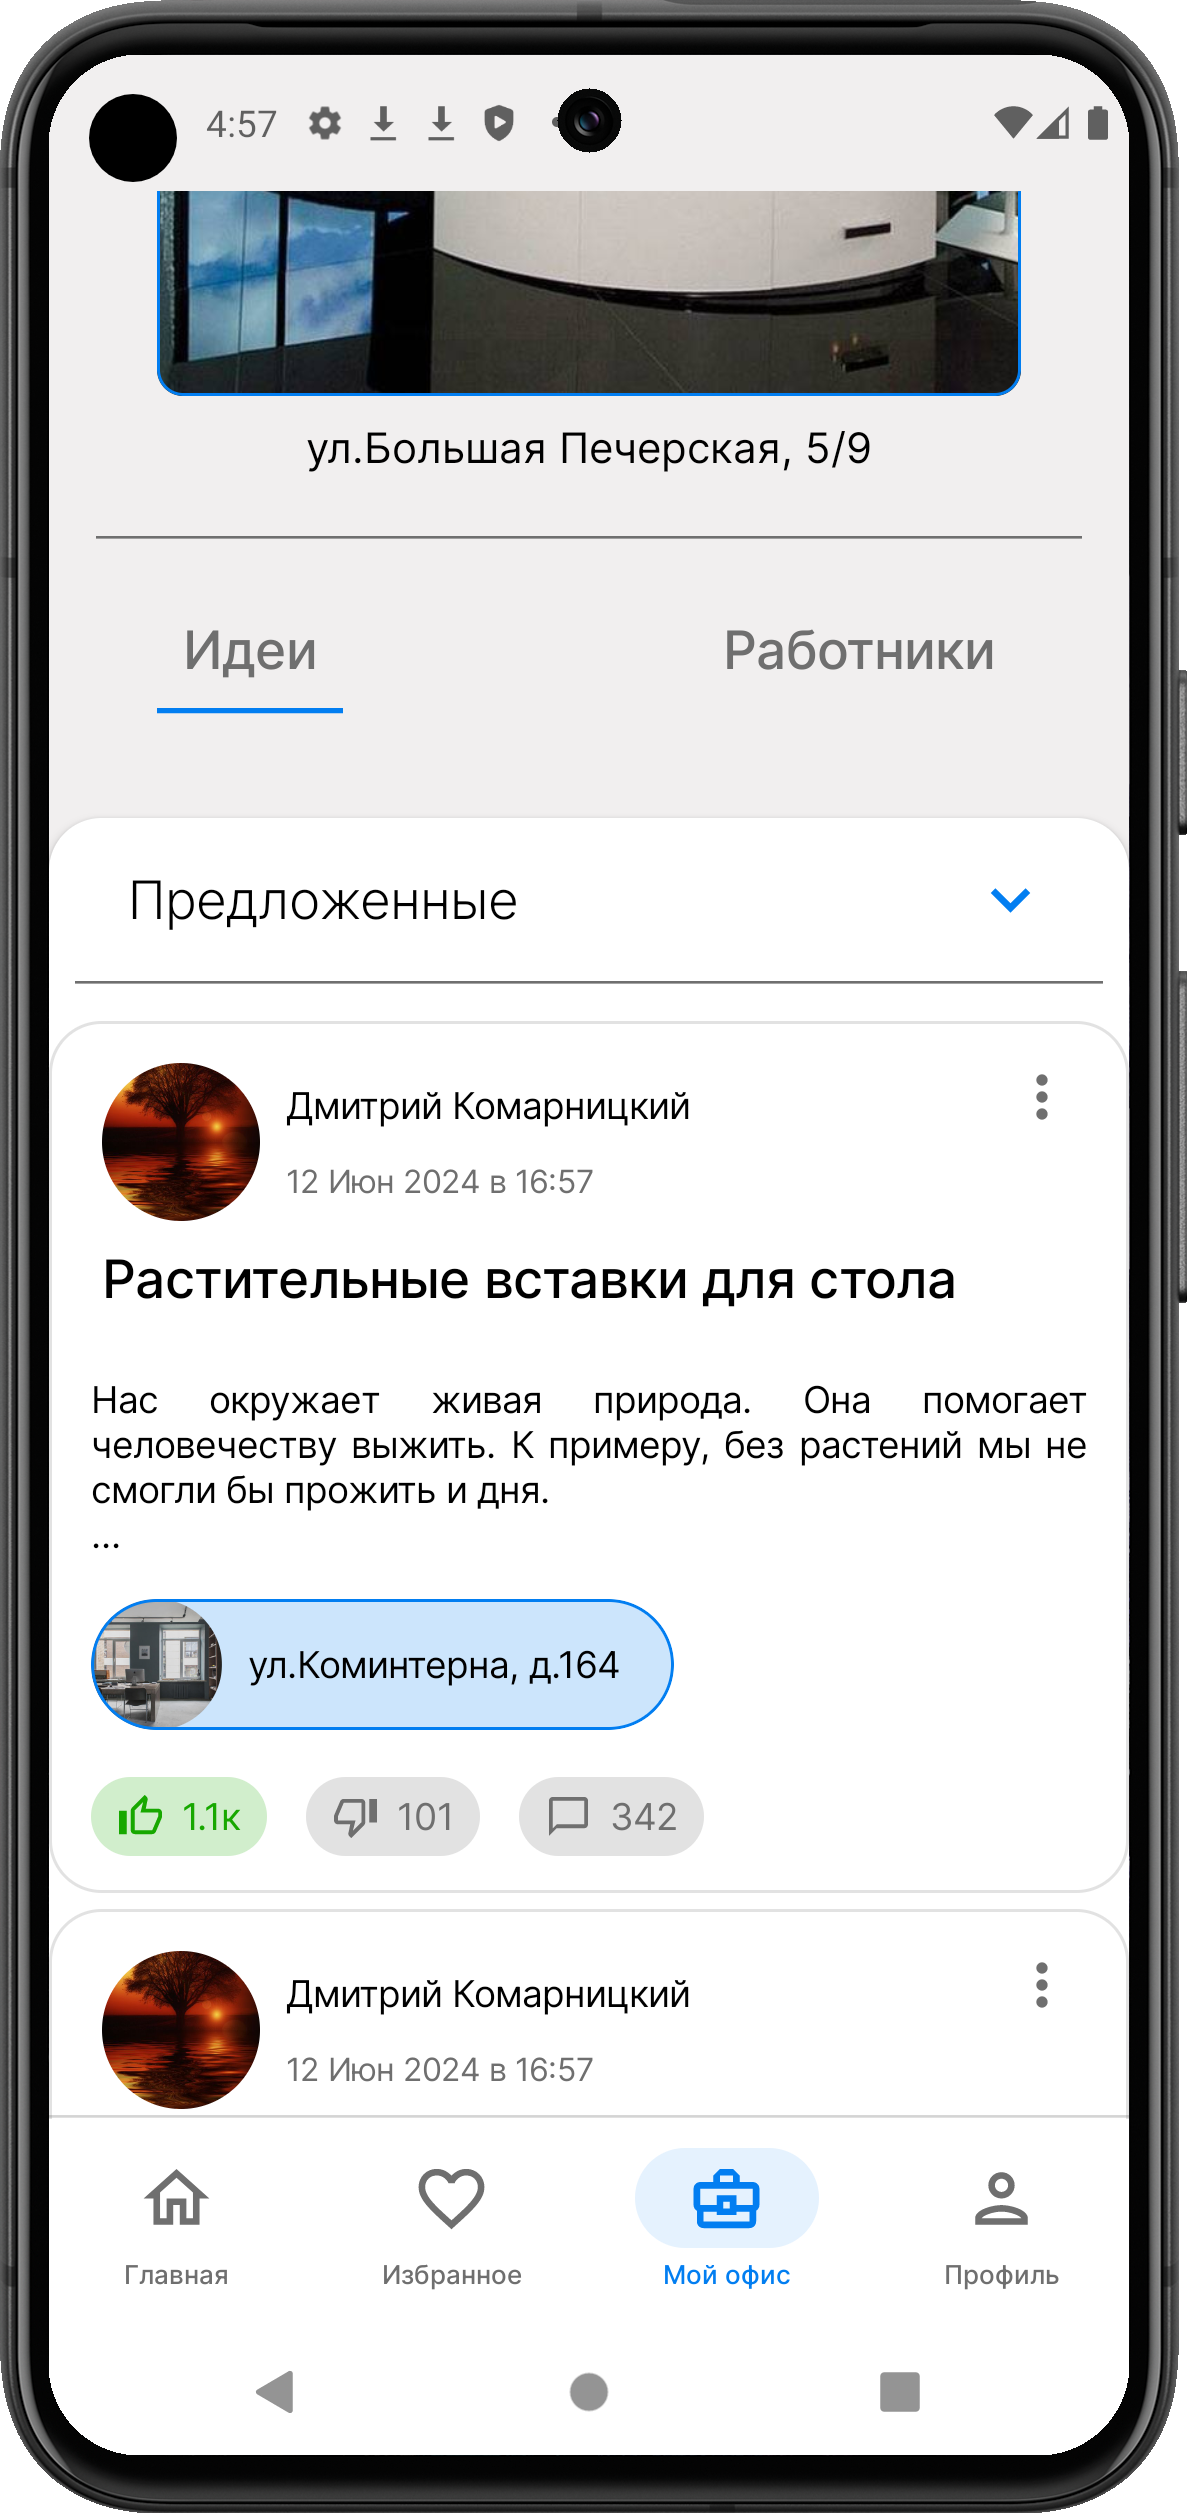 4:57
ул.Большая Печерская, 5/9
Идеи
Работники
Предложенные
Дмитрий Комарницкий
12 Июн 2024 в 16:57
Растительные вставки для стола
Нас окружает живая природа. Она помогает
человечеству выжить. К примеру, без растений мы не
смогли бы прожить и дня.
...
ул.Коминтерна, д.164
1.1к
101
342
Дмитрий Комарницкий
12 Июн 2024 в 16:57
Главная
Избранное
Мой офис
Профиль